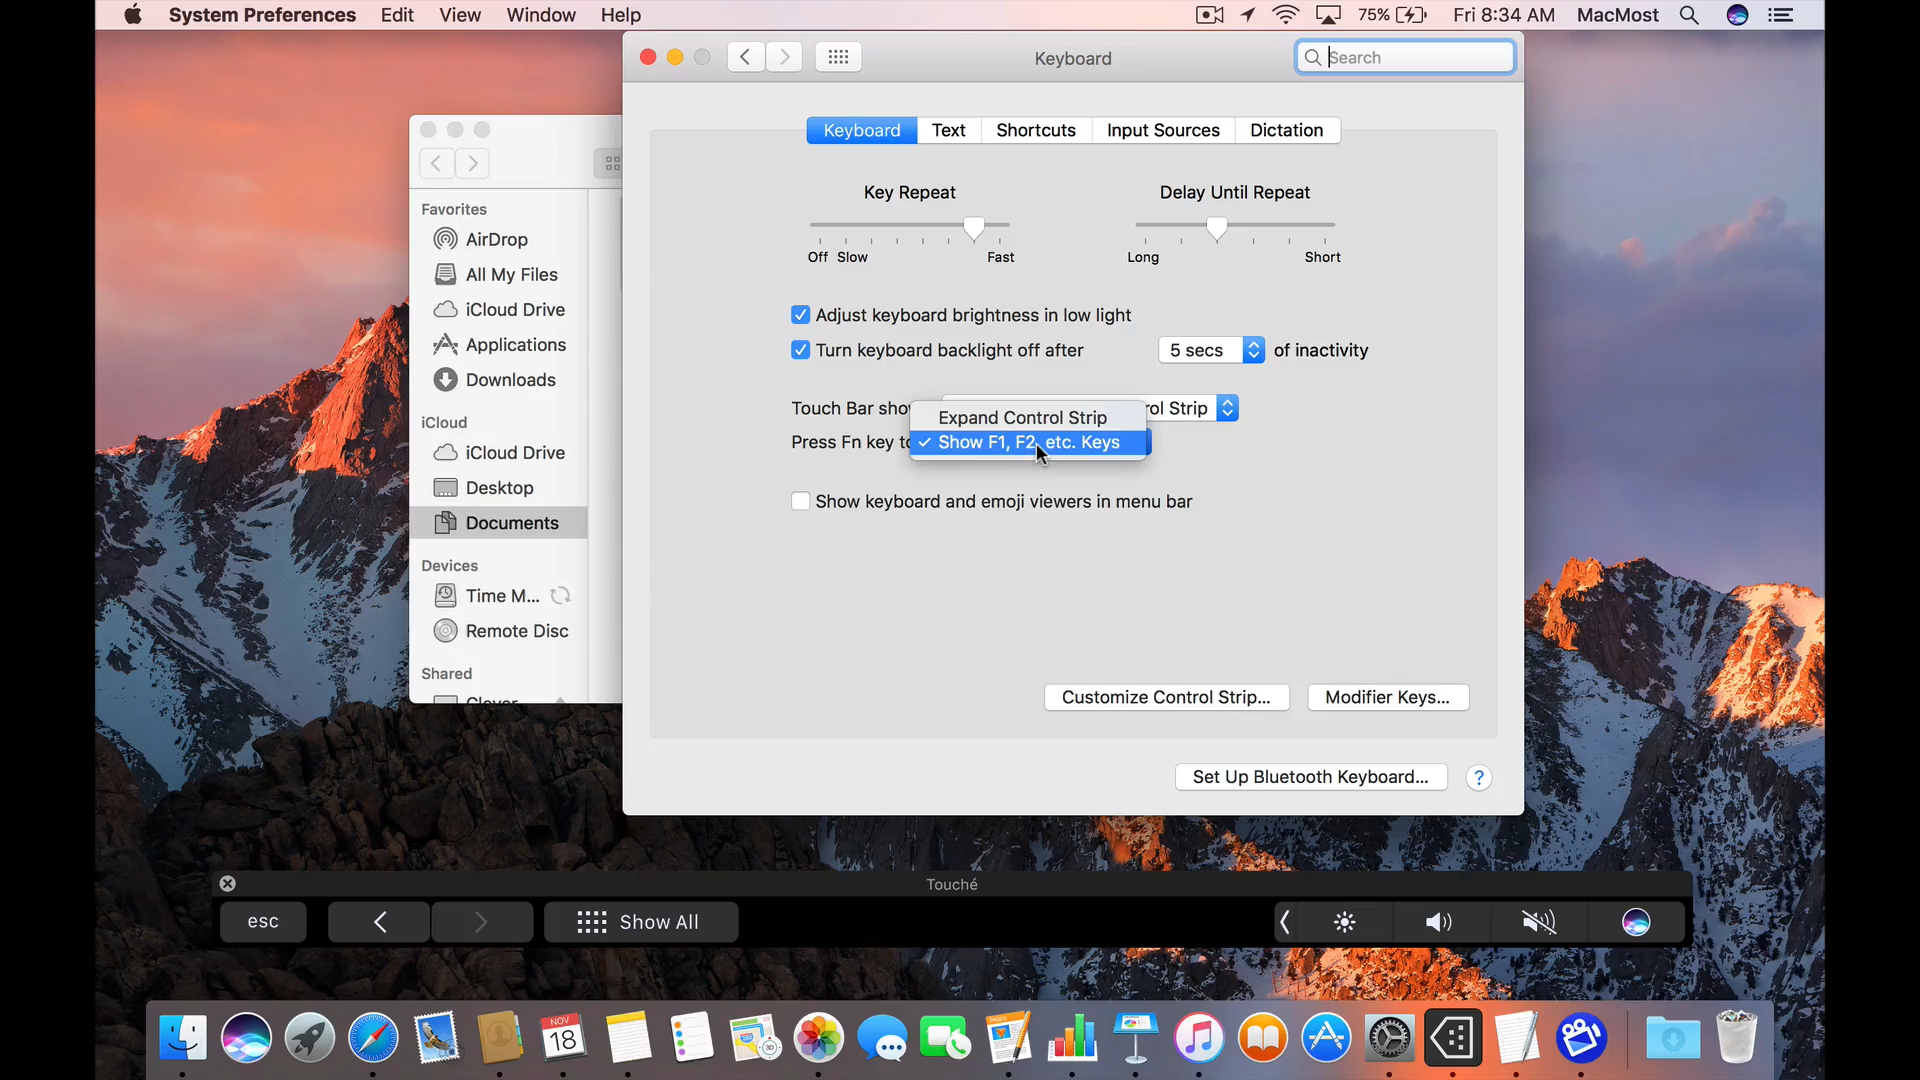 System Preferences Edit View Window Help
75% Fri 8:34 AM MacMost
Keyboard
Search
Keyboard Text Shortcuts Input Sources Dictation
Key Repeat
Off Slow Fast
Delay Until Repeat
Long Short
Adjust keyboard brightness in low light
Turn keyboard backlight off after 5 secs of inactivity
Touch Bar show Control Strip
Expand Control Strip
Press Fn key to
Show F1, F2, etc. Keys
Show keyboard and emoji viewers in menu bar
Customize Control Strip...
Modifier Keys...
Set Up Bluetooth Keyboard...
?
Favorites
AirDrop
All My Files
iCloud Drive
Applications
Downloads
iCloud
iCloud Drive
Desktop
Documents
Devices
Time M...
Remote Disc
Shared
Touché
esc
Show All
NOV
18
3D